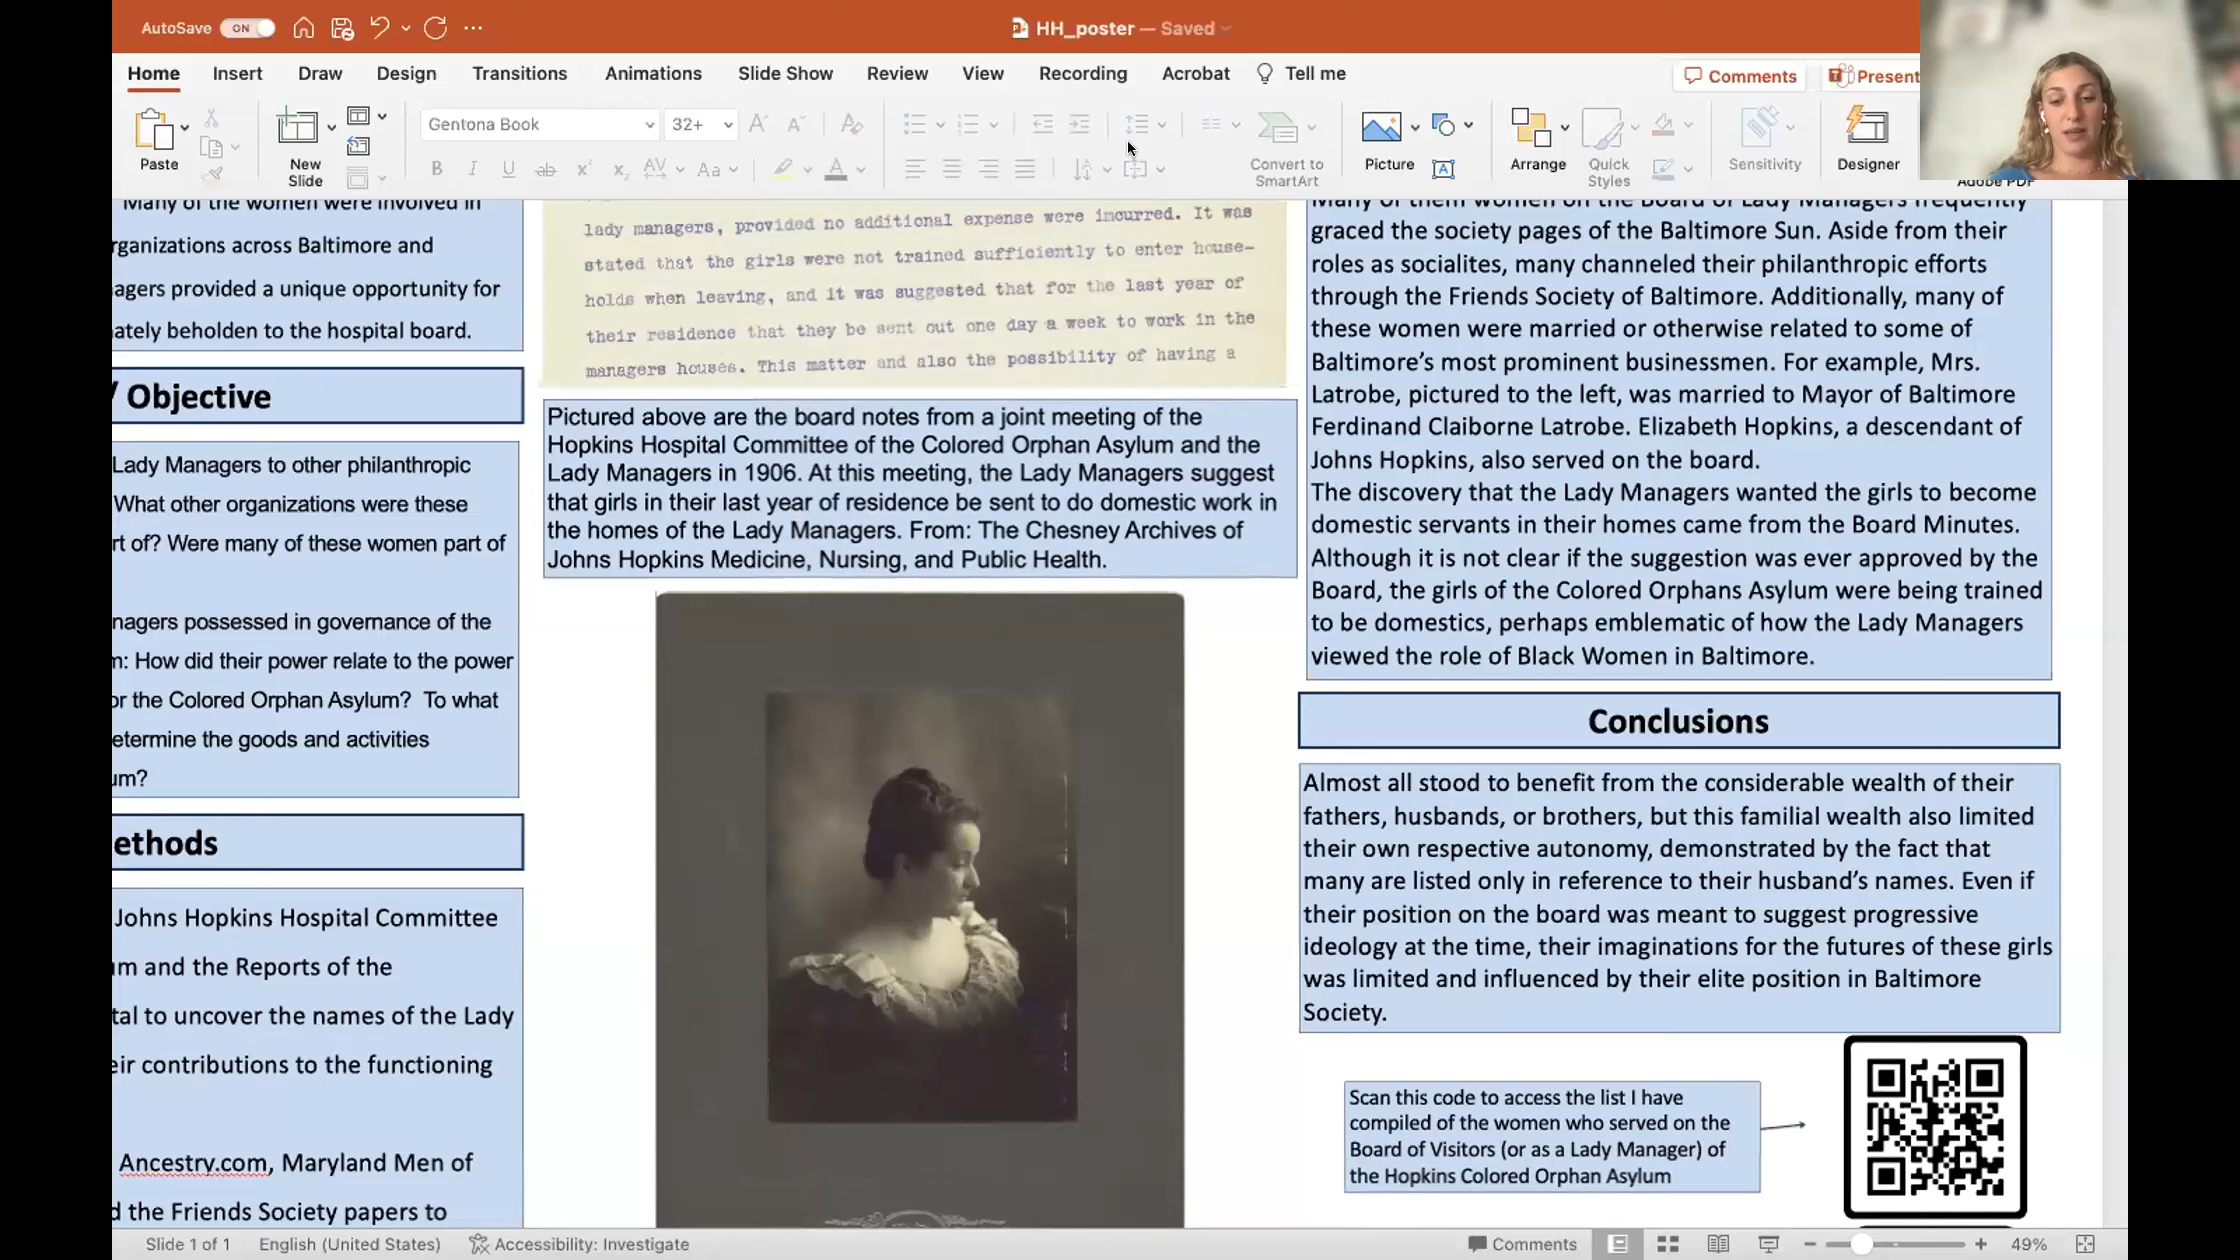 AutoSave ON
HH_poster — Saved
Home Insert Draw Design Transitions Animations Slide Show Review View Recording Acrobat Tell me
Comments Present
Gentona Book 32+
Paste New Slide Convert to SmartArt Picture Arrange Quick Styles Sensitivity Designer Adobe PDF
Many of the women were involved in
rganizations across Baltimore and
agers provided a unique opportunity for
ately beholden to the hospital board.
/ Objective
Lady Managers to other philanthropic
What other organizations were these
rt of? Were many of these women part of
nagers possessed in governance of the
m: How did their power relate to the power
or the Colored Orphan Asylum? To what
etermine the goods and activities
um?
ethods
Johns Hopkins Hospital Committee
um and the Reports of the
tal to uncover the names of the Lady
eir contributions to the functioning
Ancestry.com, Maryland Men of
d the Friends Society papers to
lady managers, provided no additional expense were imcurred. It was
stated that the girls were not trained sufficiently to enter house-
holds when leaving, and it was suggested that for the last year of
their residence that they be sent out one day a week to work in the
managers houses. This matter and also the possibility of having a
Pictured above are the board notes from a joint meeting of the
Hopkins Hospital Committee of the Colored Orphan Asylum and the
Lady Managers in 1906. At this meeting, the Lady Managers suggest
that girls in their last year of residence be sent to do domestic work in
the homes of the Lady Managers. From: The Chesney Archives of
Johns Hopkins Medicine, Nursing, and Public Health.
Many of them women on the Board of Lady Managers frequently
graced the society pages of the Baltimore Sun. Aside from their
roles as socialites, many channeled their philanthropic efforts
through the Friends Society of Baltimore. Additionally, many of
these women were married or otherwise related to some of
Baltimore's most prominent businessmen. For example, Mrs.
Latrobe, pictured to the left, was married to Mayor of Baltimore
Ferdinand Claiborne Latrobe. Elizabeth Hopkins, a descendant of
Johns Hopkins, also served on the board.
The discovery that the Lady Managers wanted the girls to become
domestic servants in their homes came from the Board Minutes.
Although it is not clear if the suggestion was ever approved by the
Board, the girls of the Colored Orphans Asylum were being trained
to be domestics, perhaps emblematic of how the Lady Managers
viewed the role of Black Women in Baltimore.
Conclusions
Almost all stood to benefit from the considerable wealth of their
fathers, husbands, or brothers, but this familial wealth also limited
their own respective autonomy, demonstrated by the fact that
many are listed only in reference to their husband's names. Even if
their position on the board was meant to suggest progressive
ideology at the time, their imaginations for the futures of these girls
was limited and influenced by their elite position in Baltimore
Society.
Scan this code to access the list I have
compiled of the women who served on the
Board of Visitors (or as a Lady Manager) of
the Hopkins Colored Orphan Asylum
Slide 1 of 1 English (United States) Accessibility: Investigate Comments 49%